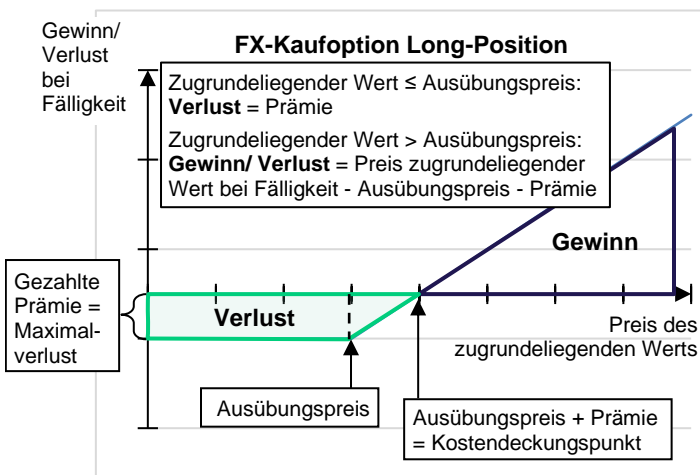 Gewinn/
Verlust
bei
Fälligkeit
FX-Kaufoption Long-Position
Zugrundeliegender Wert ≤ Ausübungspreis:
Verlust = Prämie
Zugrundeliegender Wert > Ausübungspreis:
Gewinn/ Verlust = Preis zugrundeliegender
Wert bei Fälligkeit - Ausübungspreis - Prämie
Gewinn
Gezahlte
Prämie =
Maximal-
verlust
Verlust
Preis des
zugrundeliegenden Werts
Ausübungspreis
Ausübungspreis + Prämie
= Kostendeckungspunkt